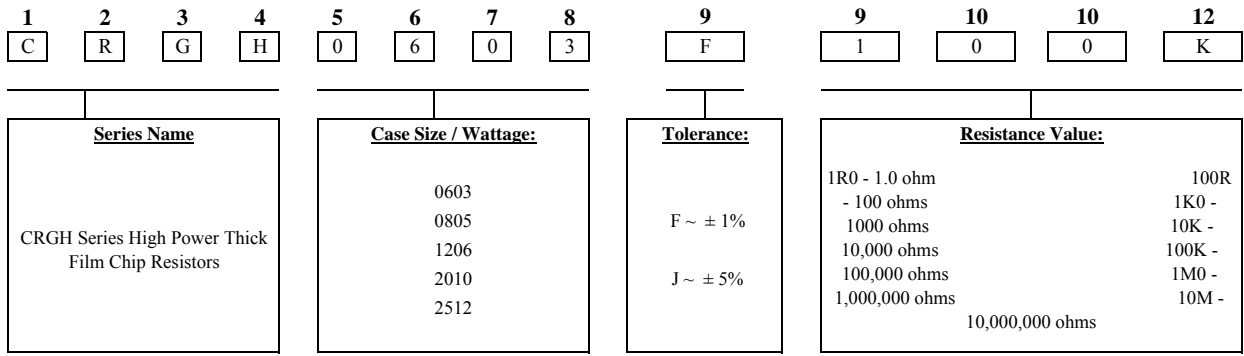 1 2 3 4 5 6 7 8 9 9 10 10 12
C R G H 0 6 0 3 F 1 0 0 K
Series Name
CRGH Series High Power Thick
Film Chip Resistors
Case Size / Wattage:
0603
0805
1206
2010
2512
Tolerance:
F ~ ± 1%
J ~ ± 5%
Resistance Value:
1R0 - 1.0 ohm 100R
- 100 ohms 1K0 -
1000 ohms 10K -
10,000 ohms 100K -
100,000 ohms 1M0 -
1,000,000 ohms 10M -
10,000,000 ohms